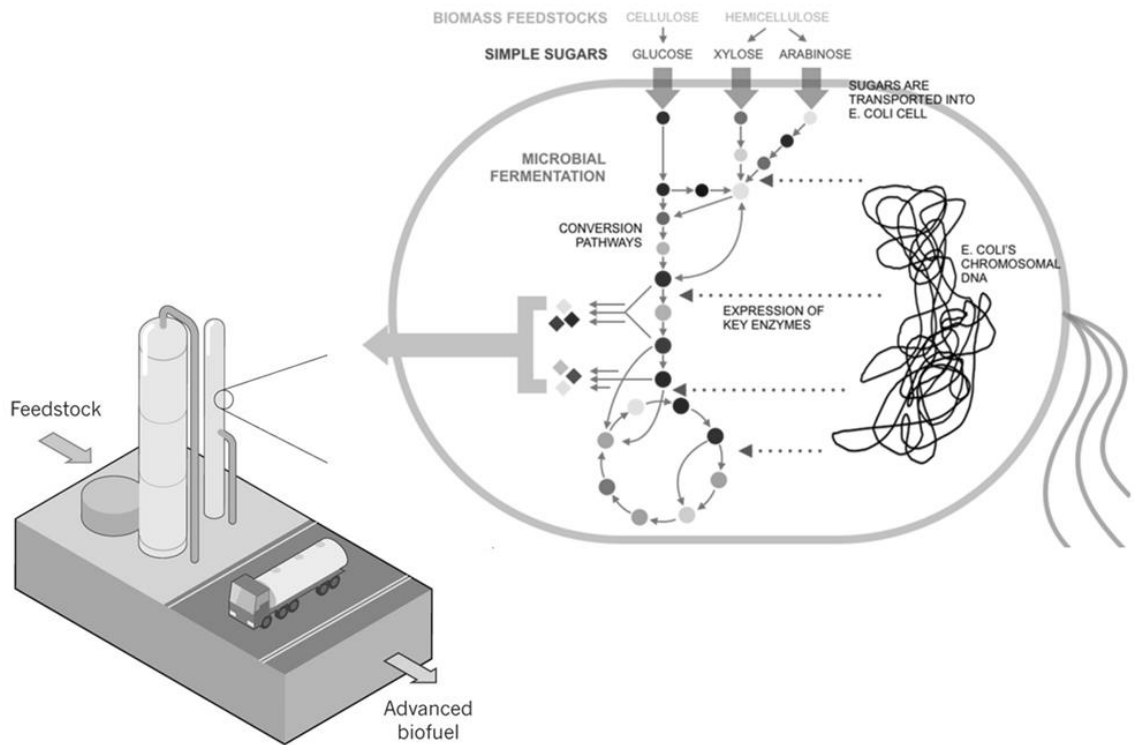 BIOMASS FEEDSTOCKS CELLULOSE HEMICELLULOSE
SIMPLE SUGARS GLUCOSE XYLOSE ARABINOSE
SUGARS ARE
TRANSPORTED INTO
E. COLI CELL
MICROBIAL
FERMENTATION
CONVERSION
PATHWAYS
E. COLI'S
CHROMOSOMAL
DNA
EXPRESSION OF
KEY ENZYMES
Feedstock
Advanced
biofuel